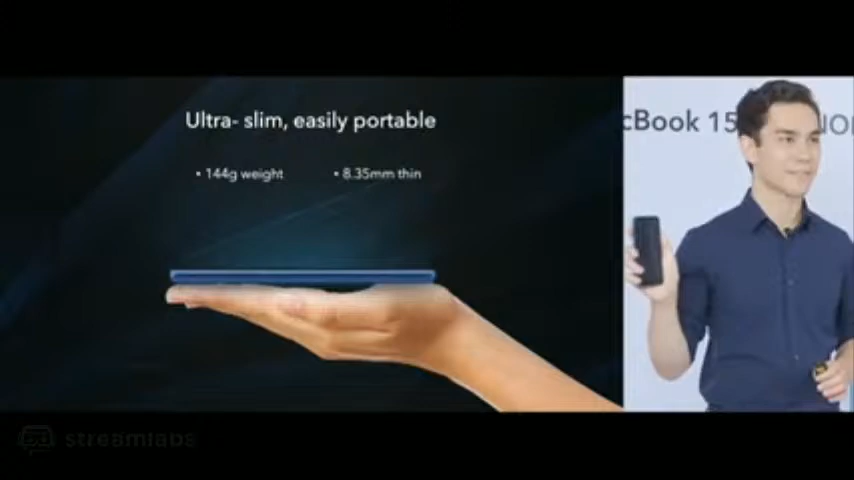 Ultra- slim, easily portable
• 144g weight
• 8.35mm thin
cBook 15
streamlabs